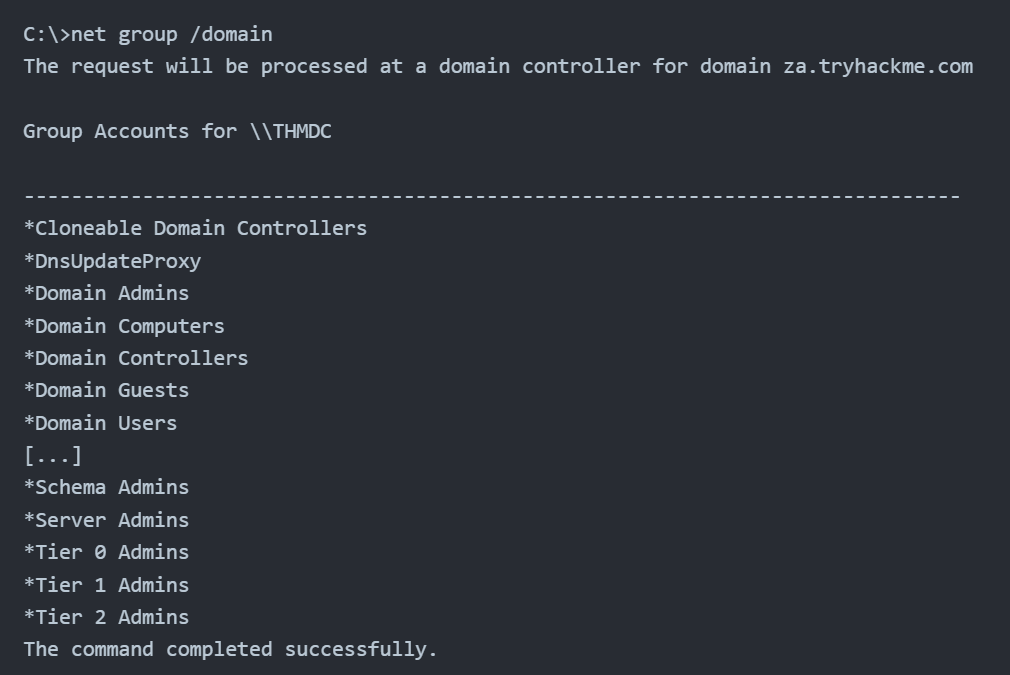 C:\>net group /domain
The request will be processed at a domain controller for domain za.tryhackme.com
Group Accounts for \\THMDC
-------------------------------------------------------------------------------
*Cloneable Domain Controllers
*DnsUpdateProxy
*Domain Admins
*Domain Computers
*Domain Controllers
*Domain Guests
*Domain Users
[...]
*Schema Admins
*Server Admins
*Tier 0 Admins
*Tier 1 Admins
*Tier 2 Admins
The command completed successfully.